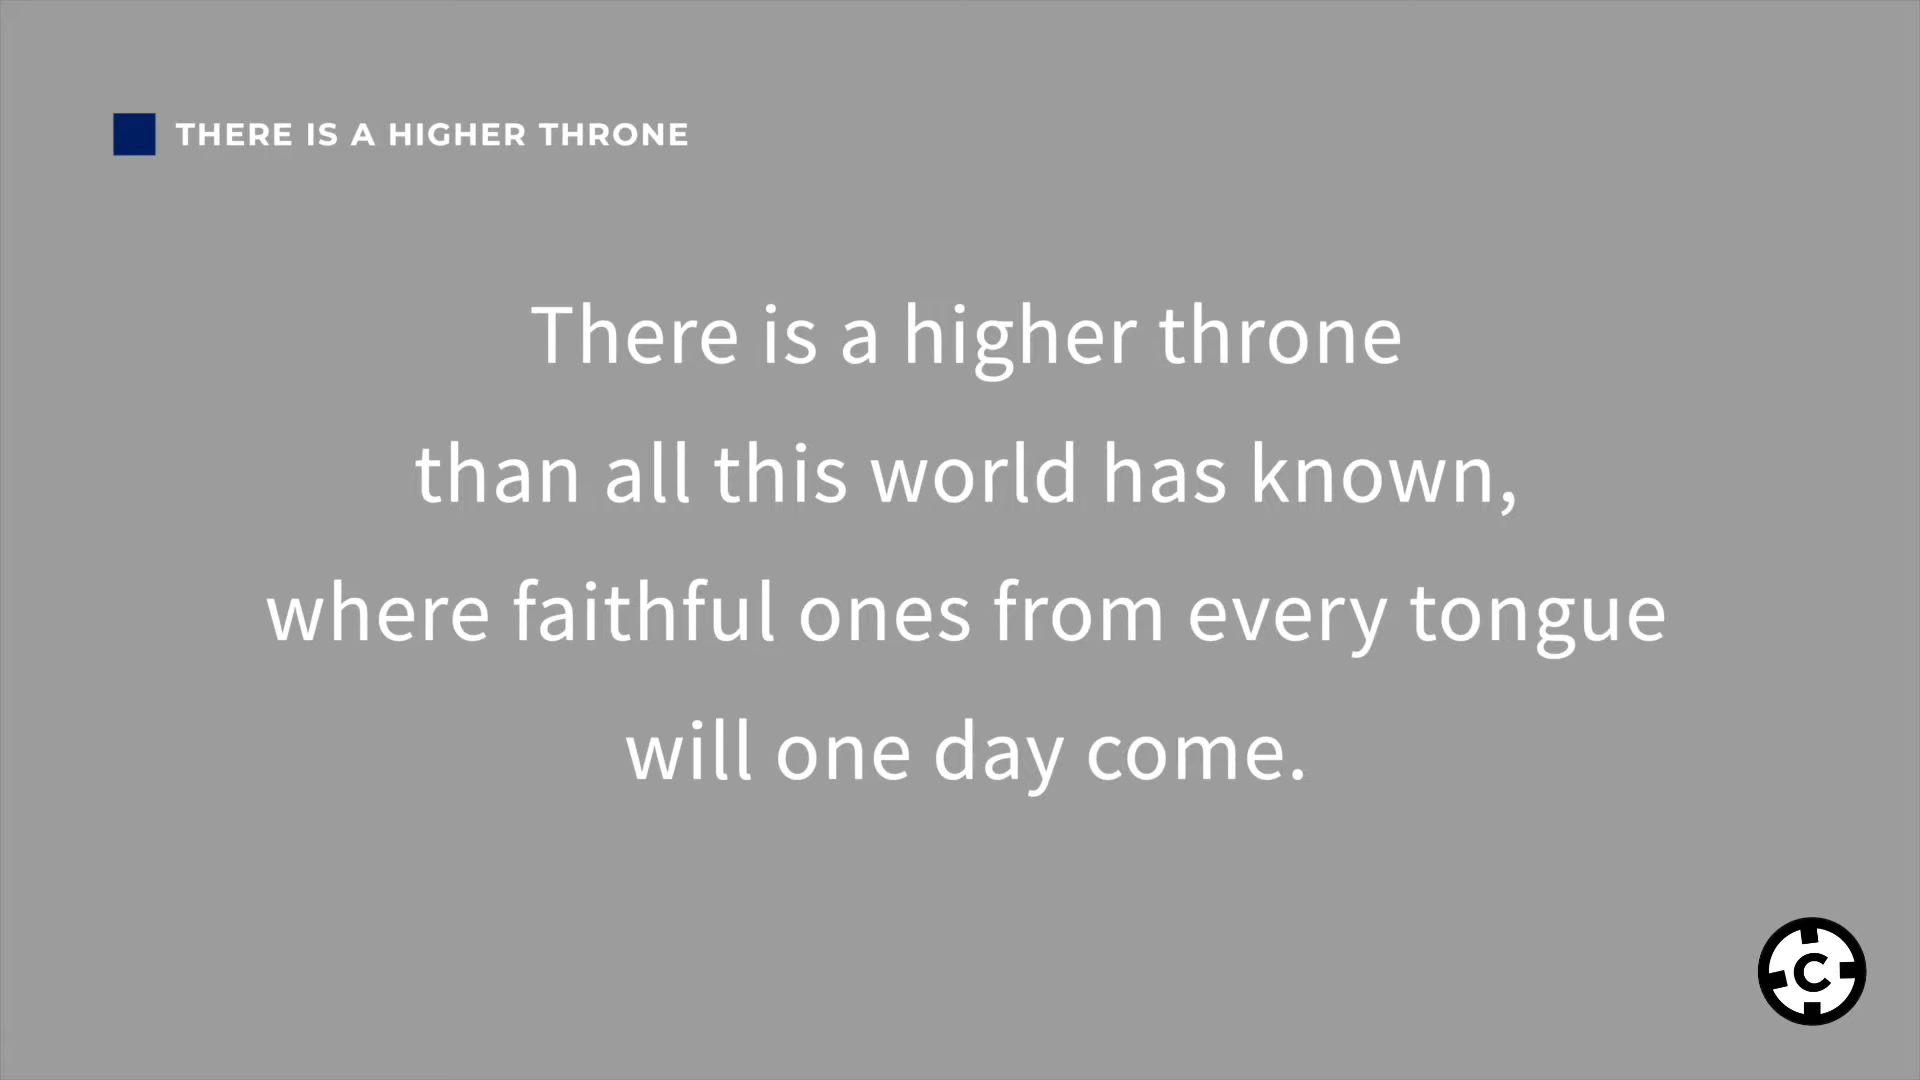 THERE IS A HIGHER THRONE
There is a higher throne
than all this world has known,
where faithful ones from every tongue
will one day come.
C